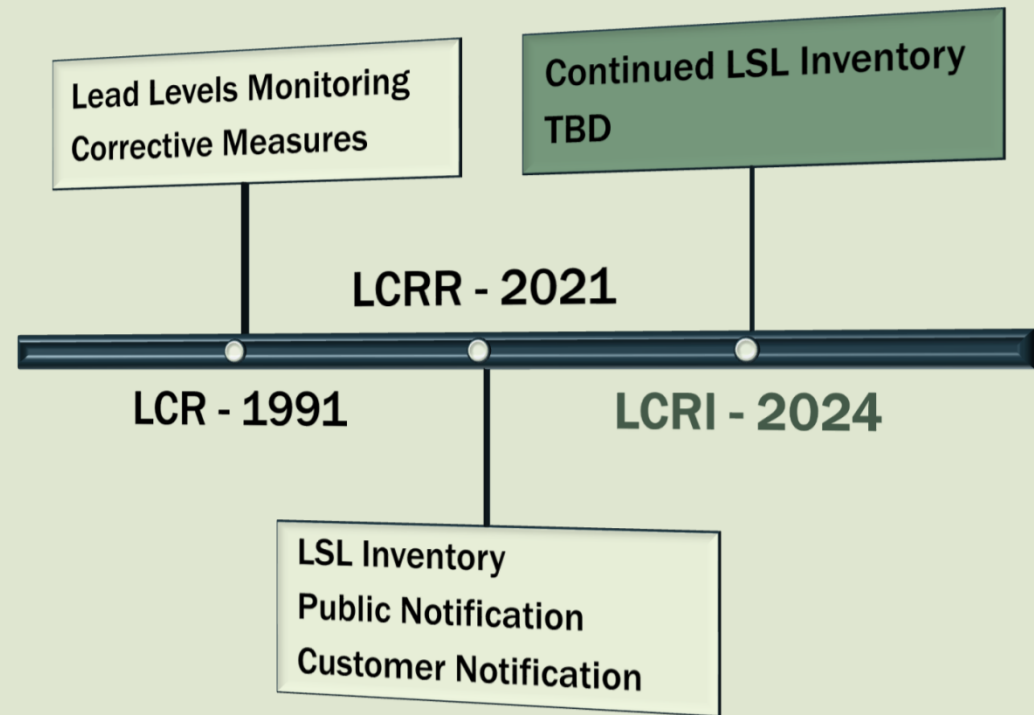 Lead Levels Monitoring
Corrective Measures
Continued LSL Inventory
TBD
LCRR - 2021
LCR - 1991
LCRI - 2024
LSL Inventory
Public Notification
Customer Notification